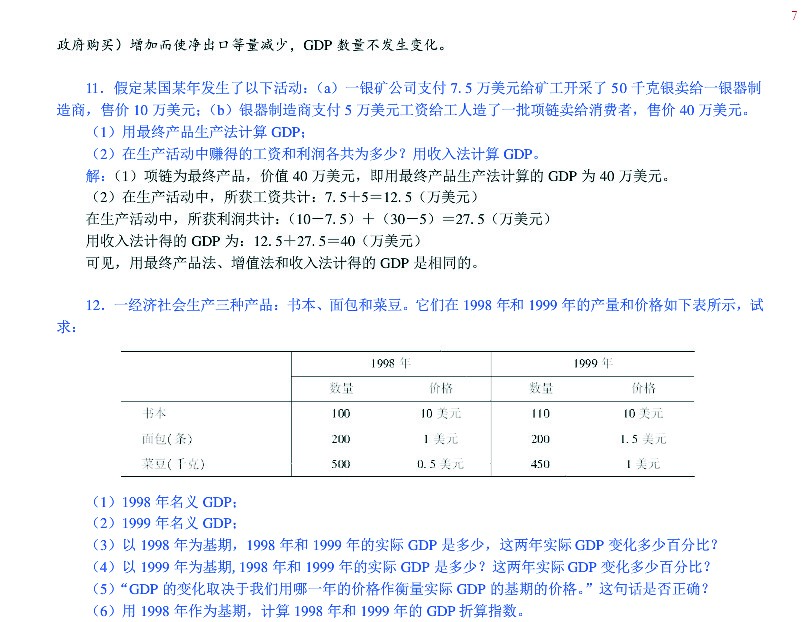 7
政府购买）增加而使净出口等量减少，GDP 数量不发生变化。
11．假定某国某年发生了以下活动：（a）一银矿公司支付 7.5 万美元给矿工开采了 50 千克银卖给一银器制
造商，售价 10 万美元；（b）银器制造商支付 5 万美元工资给工人造了一批项链卖给消费者，售价 40 万美元。
（1）用最终产品生产法计算 GDP；
（2）在生产活动中赚得的工资和利润各共为多少？用收入法计算 GDP。
解：（1）项链为最终产品，价值 40 万美元，即用最终产品生产法计算的 GDP 为 40 万美元。
（2）在生产活动中，所获工资共计：7.5＋5＝12.5（万美元）
在生产活动中，所获利润共计：（10－7.5）＋（30－5）＝27.5（万美元）
用收入法计得的 GDP 为：12.5＋27.5＝40（万美元）
可见，用最终产品法、增值法和收入法计得的 GDP 是相同的。
12．一经济社会生产三种产品：书本、面包和菜豆。它们在 1998 年和 1999 年的产量和价格如下表所示，试
求：
1998 年 1999 年
数量 价格 数量 价格
书本 100 10 美元 110 10 美元
面包(条) 200 1 美元 200 1.5 美元
菜豆(千克) 500 0.5 美元 450 1 美元
（1）1998 年名义 GDP；
（2）1999 年名义 GDP；
（3）以 1998 年为基期，1998 年和 1999 年的实际 GDP 是多少，这两年实际 GDP 变化多少百分比？
（4）以 1999 年为基期,1998 年和 1999 年的实际 GDP 是多少？这两年实际 GDP 变化多少百分比？
（5）“GDP 的变化取决于我们用哪一年的价格作衡量实际 GDP 的基期的价格。”这句话是否正确？
（6）用 1998 年作为基期，计算 1998 年和 1999 年的 GDP 折算指数。